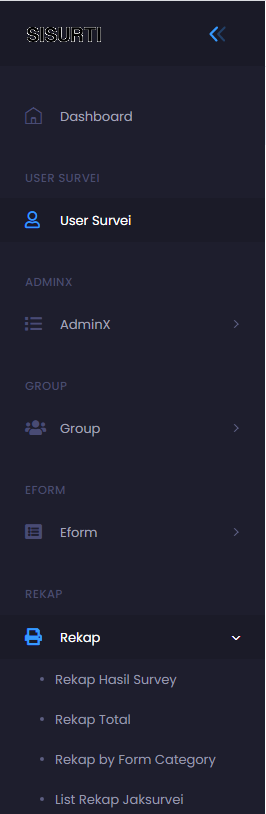 SISURTI
Dashboard
USER SURVEI
User Survei
ADMINX
AdminX
GROUP
Group
EFORM
Eform
REKAP
Rekap
Rekap Hasil Survey
Rekap Total
Rekap by Form Category
List Rekap Jaksurvei